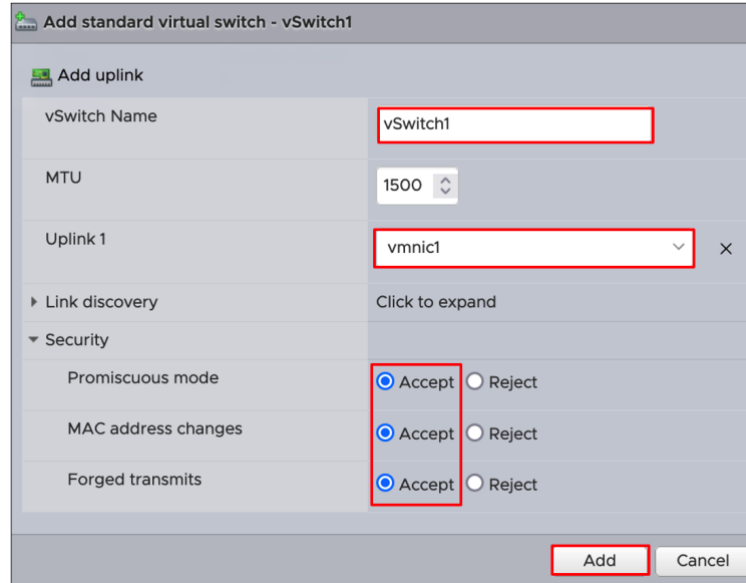 Add standard virtual switch - vSwitch1
Add uplink
vSwitch Name vSwitch1
MTU 1500
Uplink 1 vmnic1
Link discovery Click to expand
Security
Promiscuous mode Accept Reject
MAC address changes Accept Reject
Forged transmits Accept Reject
Add Cancel